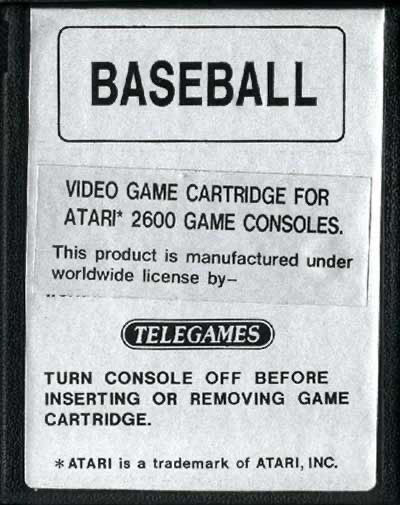 BASEBALL
VIDEO GAME CARTRIDGE FOR
ATARI* 2600 GAME CONSOLES.
This product is manufactured under
worldwide license by–
TELEGAMES
TURN CONSOLE OFF BEFORE
INSERTING OR REMOVING GAME
CARTRIDGE.
* ATARI is a trademark of ATARI, INC.